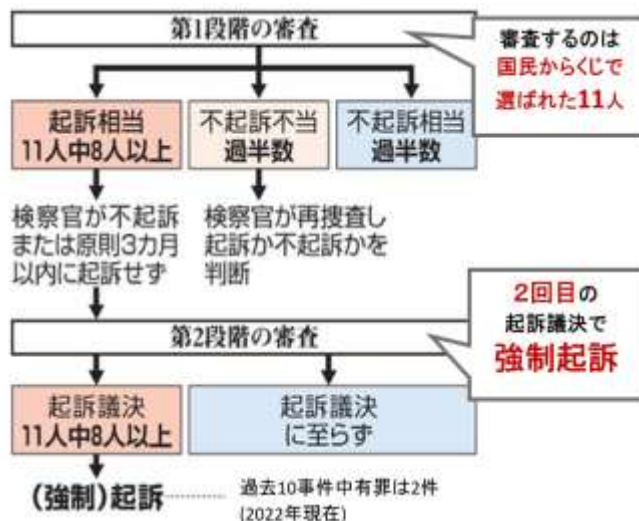 第1段階の審査
審査するのは
国民からくじで
選ばれた11人
起訴相当
11人中8人以上
不起訴不当
過半数
不起訴相当
過半数
検察官が不起訴
または原則3カ月
以内に起訴せず
検察官が再捜査し
起訴か不起訴かを
判断
2回目の
起訴議決で
強制起訴
第2段階の審査
起訴議決
11人中8人以上
起訴議決
に至らず
(強制)起訴
過去10事件中有罪は2件
(2022年現在)